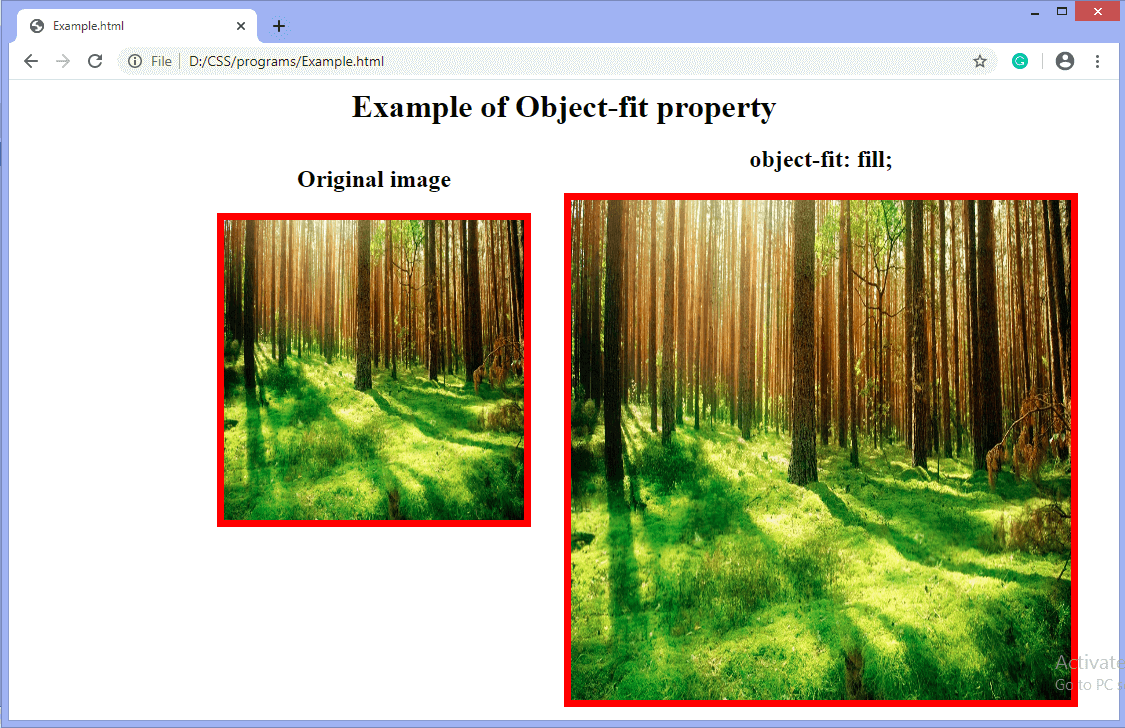 Example.html
File D:/CSS/programs/Example.html
Example of Object-fit property
Original image
object-fit: fill;
Activate
Go to PC s